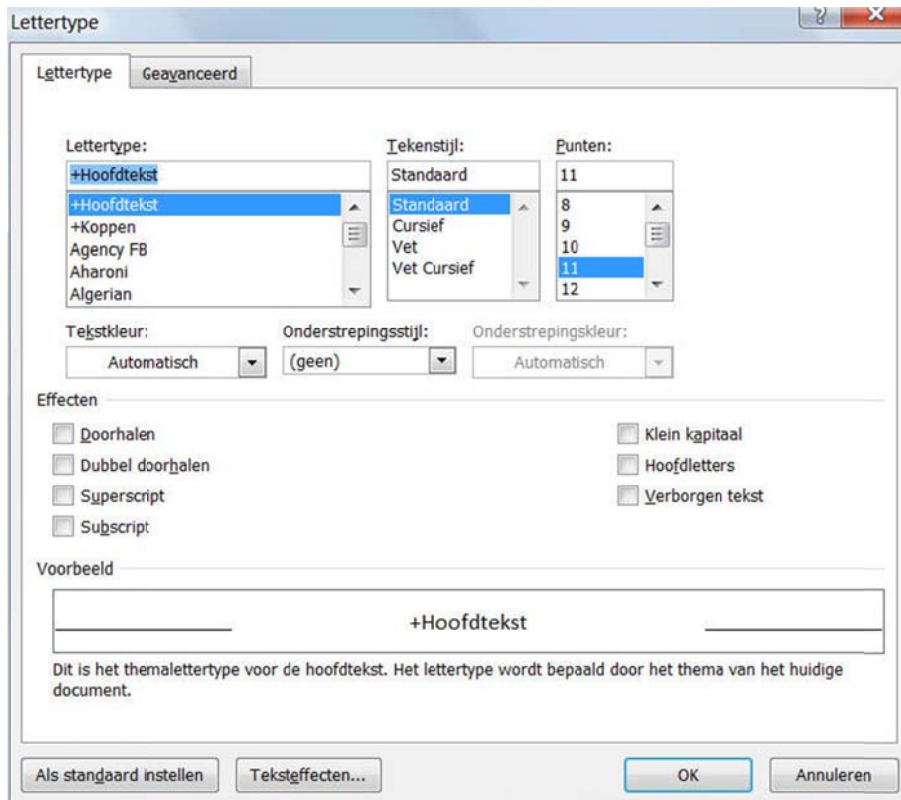 Lettertype
Lettertype Geavanceerd
Lettertype: Tekenstijl: Punten:
+Hoofdtekst Standaard 11
+Hoofdtekst Standaard 8
+Koppen Cursief 9
Agency FB Vet 10
Aharoni Vet Cursief 11
Algerian 12
Tekstkleur: Onderstrepingsstijl: Onderstrepingskleur:
Automatisch (geen) Automatisch
Effecten
Doorhalen Klein kapitaal
Dubbel doorhalen Hoofdletters
Superscript Verborgen tekst
Subscript
Voorbeeld
+Hoofdtekst
Dit is het themalettertype voor de hoofdtekst. Het lettertype wordt bepaald door het thema van het huidige
document.
Als standaard instellen Teksteffecten... OK Annuleren